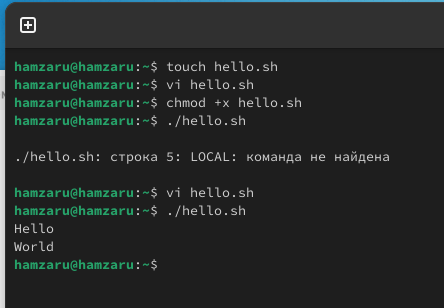 hamzaru@hamzaru:~$ touch hello.sh
hamzaru@hamzaru:~$ vi hello.sh
hamzaru@hamzaru:~$ chmod +x hello.sh
hamzaru@hamzaru:~$ ./hello.sh
./hello.sh: строка 5: LOCAL: команда не найдена
hamzaru@hamzaru:~$ vi hello.sh
hamzaru@hamzaru:~$ ./hello.sh
Hello
World
hamzaru@hamzaru:~$